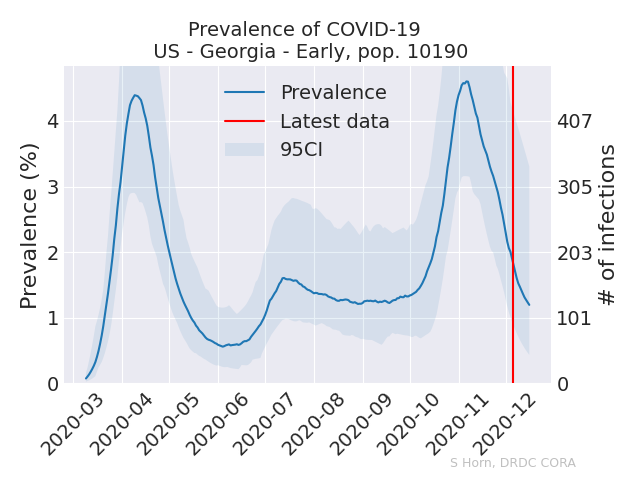 Prevalence of COVID-19
US - Georgia - Early, pop. 10190
Prevalence
Latest data
95CI
Prevalence (%)
4
3
2
1
0
# of infections
407
305
203
101
0
2020-03
2020-04
2020-05
2020-06
2020-07
2020-08
2020-09
2020-10
2020-11
2020-12
S Horn, DRDC CORA